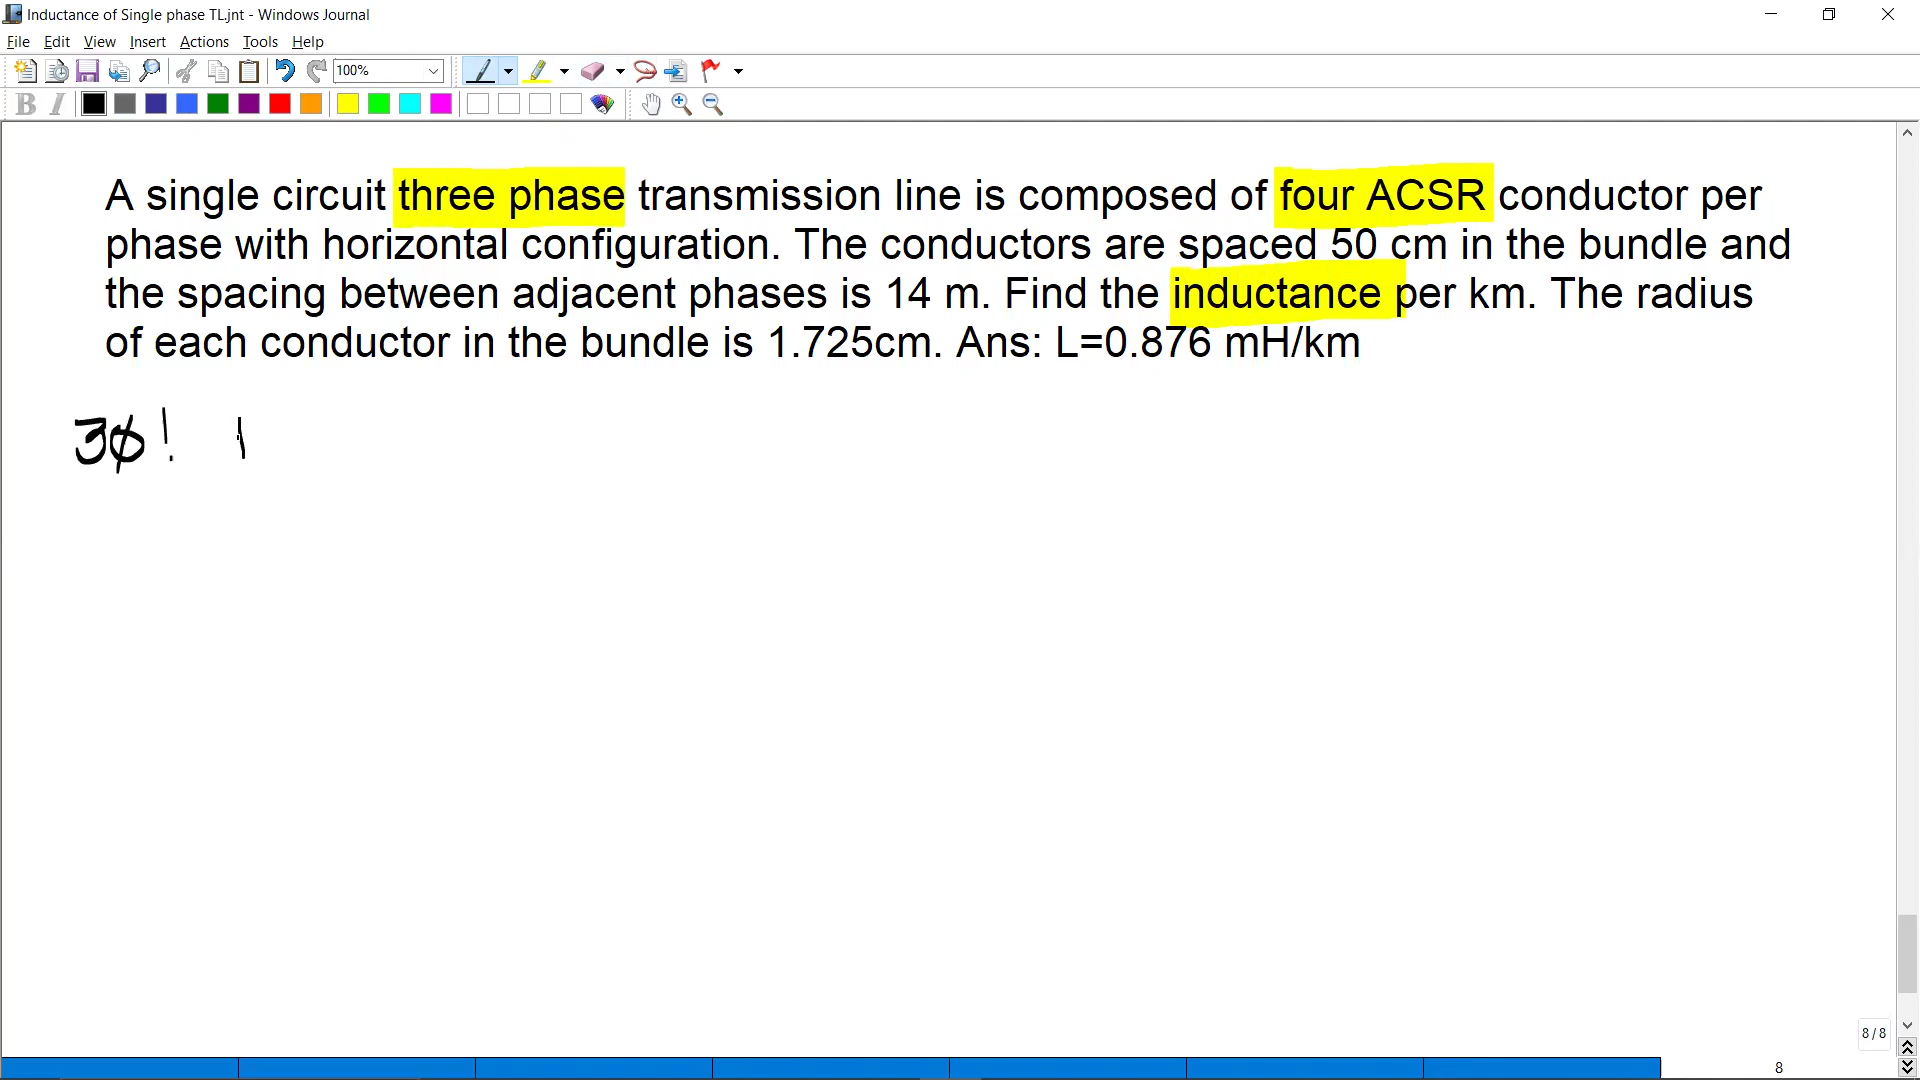 Inductance of Single phase TL.jnt - Windows Journal
File Edit View Insert Actions Tools Help
100%
B I
A single circuit three phase transmission line is composed of four ACSR conductor per
phase with horizontal configuration. The conductors are spaced 50 cm in the bundle and
the spacing between adjacent phases is 14 m. Find the inductance per km. The radius
of each conductor in the bundle is 1.725cm. Ans: L=0.876 mH/km
3ø !
8 / 8
8